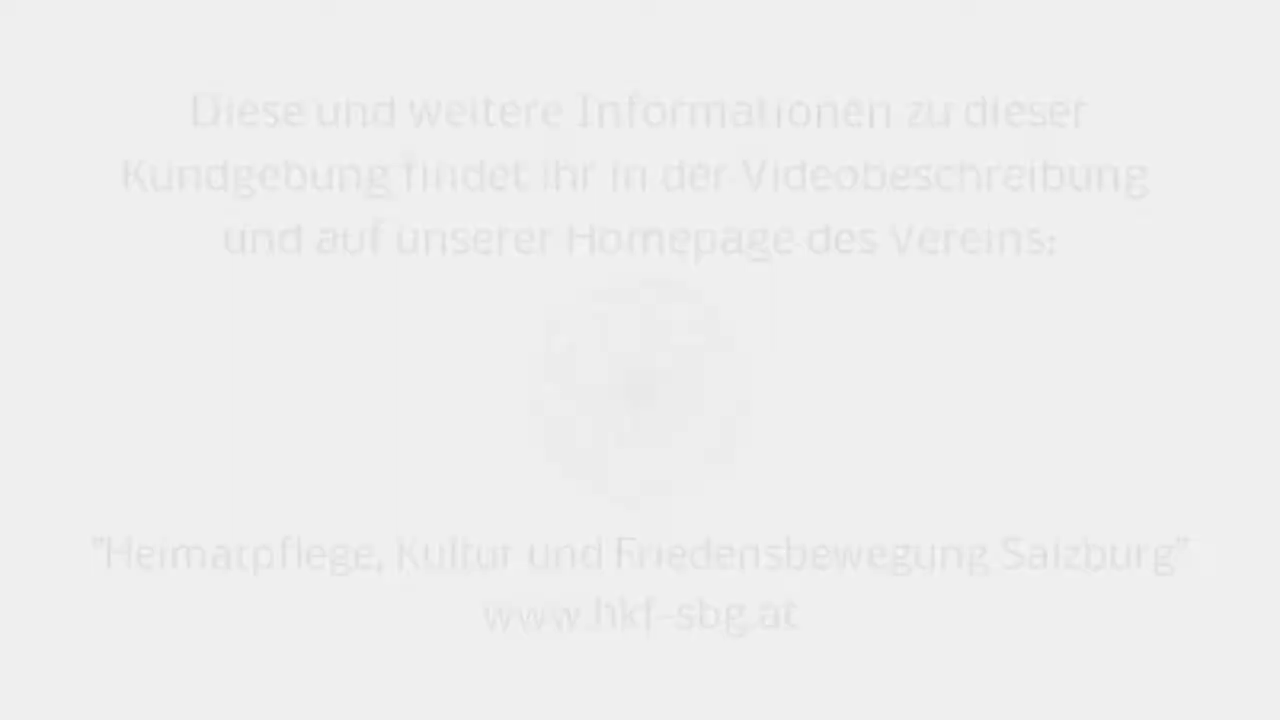 Diese und weitere Informationen zu dieser
Kundgebung findet ihr in der Videobeschreibung
und auf unserer Homepage des Vereins:
"Heimatpflege, Kultur und Friedensbewegung Salzburg"
www.hkf-sbg.at